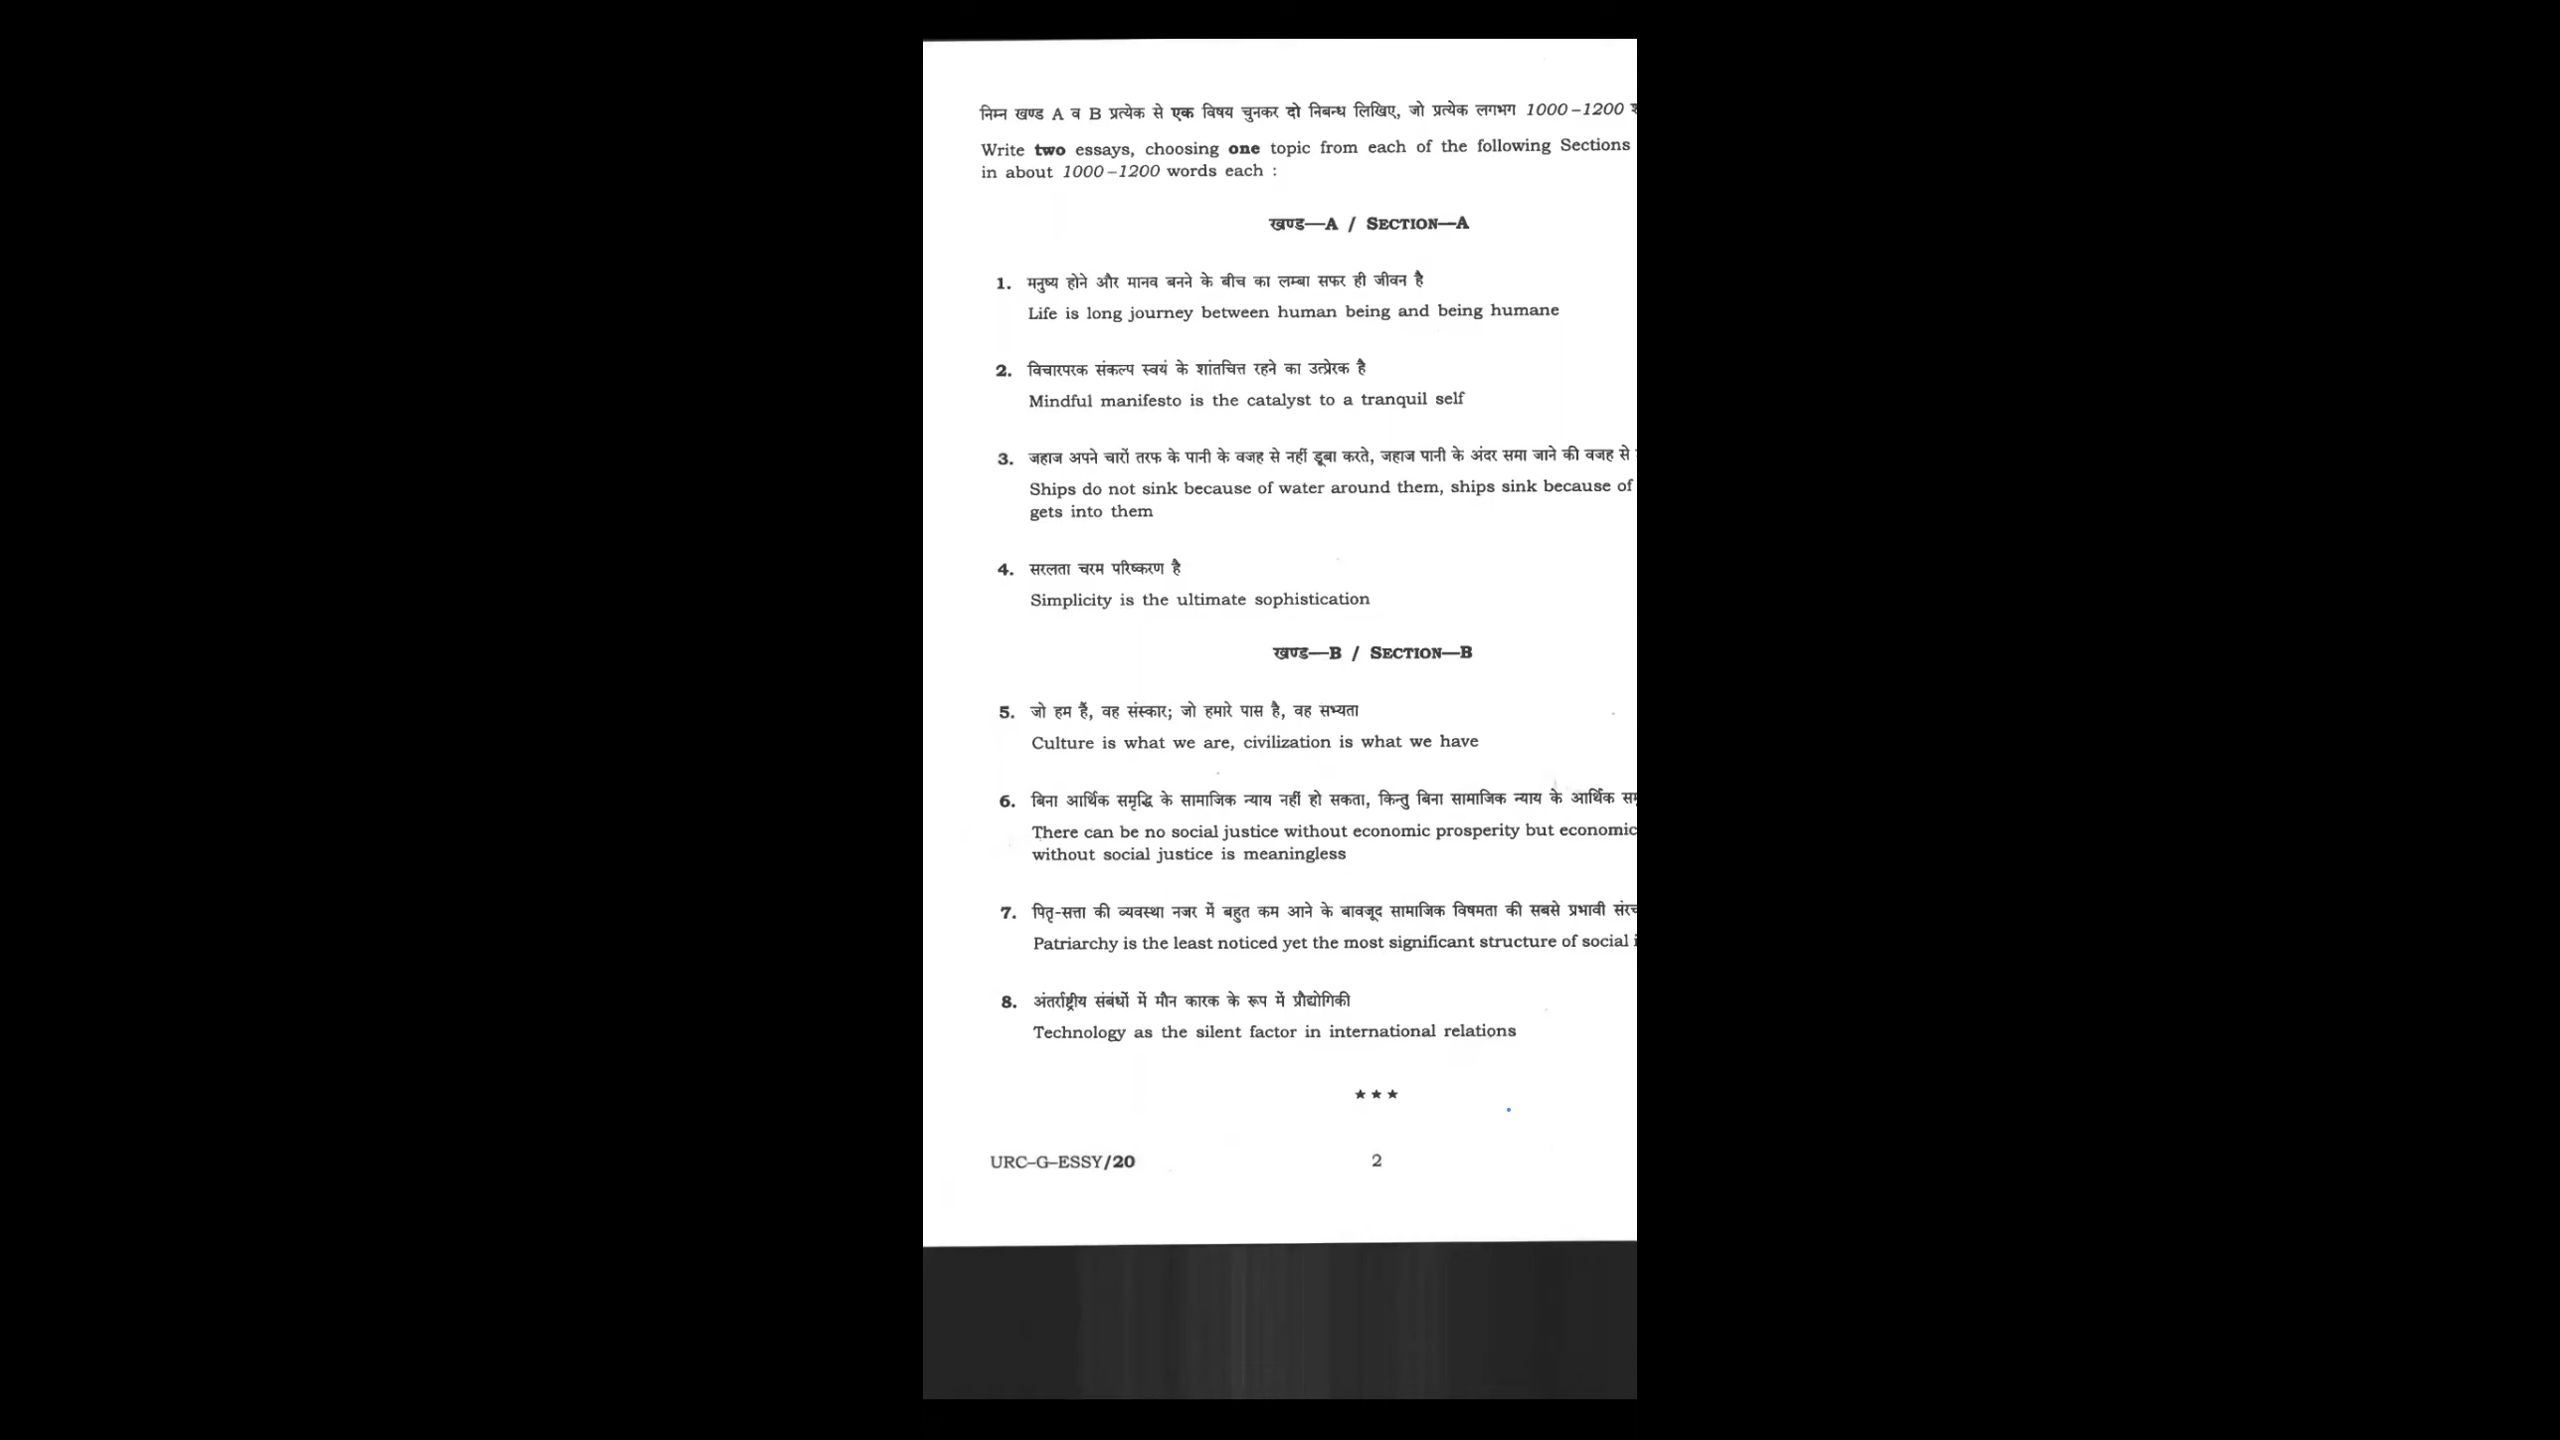 निम्न खण्ड A व B प्रत्येक से एक विषय चुनकर दो निबन्ध लिखिए, जो प्रत्येक लगभग 1000–1200
Write two essays, choosing one topic from each of the following Sections
in about 1000–1200 words each :
खण्ड—A / SECTION—A
1. मनुष्य होने और मानव बनने के बीच का लम्बा सफर ही जीवन है
Life is long journey between human being and being humane
2. विचारपरक संकल्प स्वयं के शांतचित्त रहने का उत्प्रेरक है
Mindful manifesto is the catalyst to a tranquil self
3. जहाज अपने चारों तरफ के पानी के वजह से नहीं डूबा करते, जहाज पानी के अंदर समा जाने की वजह से
Ships do not sink because of water around them, ships sink because of
gets into them
4. सरलता चरम परिष्करण है
Simplicity is the ultimate sophistication
खण्ड—B / SECTION—B
5. जो हम हैं, वह संस्कार; जो हमारे पास है, वह सभ्यता
Culture is what we are, civilization is what we have
6. बिना आर्थिक समृद्धि के सामाजिक न्याय नहीं हो सकता, किन्तु बिना सामाजिक न्याय के आर्थिक
There can be no social justice without economic prosperity but economic
without social justice is meaningless
7. पितृ-सत्ता की व्यवस्था नजर में बहुत कम आने के बावजूद सामाजिक विषमता की सबसे प्रभावी
Patriarchy is the least noticed yet the most significant structure of social
8. अंतर्राष्ट्रीय संबंधों में मौन कारक के रूप में प्रौद्योगिकी
Technology as the silent factor in international relations
★ ★ ★
URC–G–ESSY/20
2